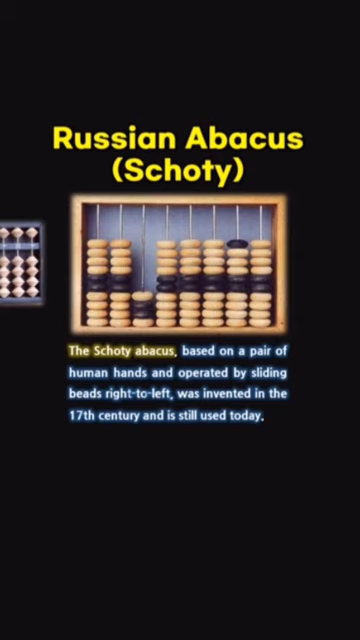 Russian Abacus
(Schoty)
The Schoty abacus, based on a pair of
human hands and operated by sliding
beads right-to-left, was invented in the
17th century and is still used today.